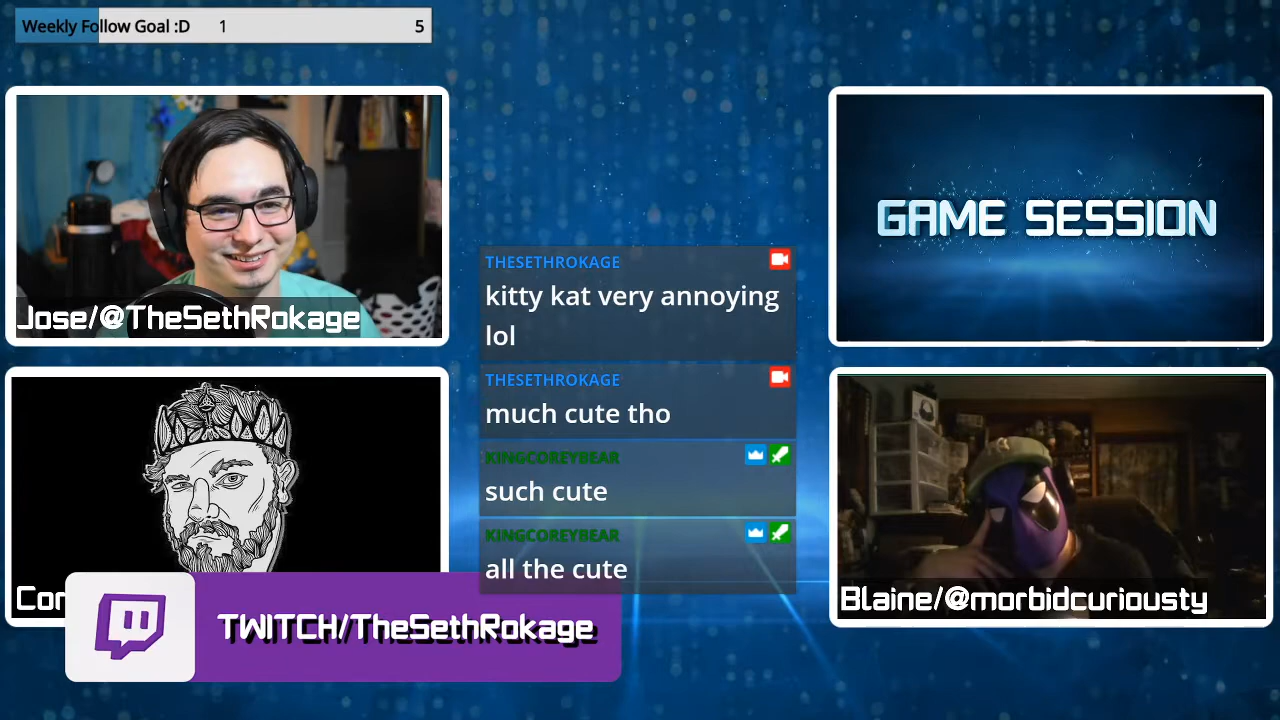 Weekly Follow Goal :D 1 5
Jose/@TheSethRokage
GAME SESSION
THESETHROKAGE
kitty kat very annoying
lol
THESETHROKAGE
much cute tho
KINGCOREYBEAR
such cute
KINGCOREYBEAR
all the cute
Blaine/@morbidcuriousty
TWITCH/TheSethRokage